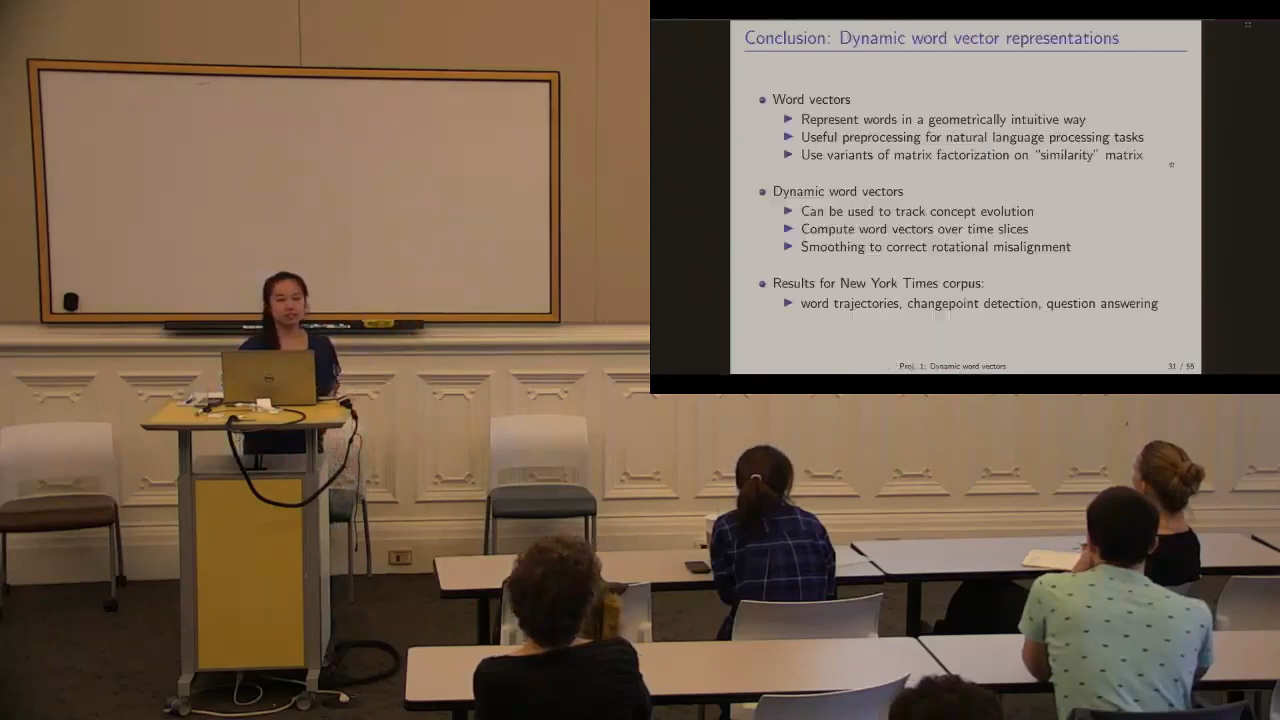 Conclusion: Dynamic word vector representations
Word vectors
Represent words in a geometrically intuitive way
Useful preprocessing for natural language processing tasks
Use variants of matrix factorization on "similarity" matrix
Dynamic word vectors
Can be used to track concept evolution
Compute word vectors over time slices
Smoothing to correct rotational misalignment
Results for New York Times corpus:
word trajectories, changepoint detection, question answering
Proj. 1: Dynamic word vectors
31 / 55